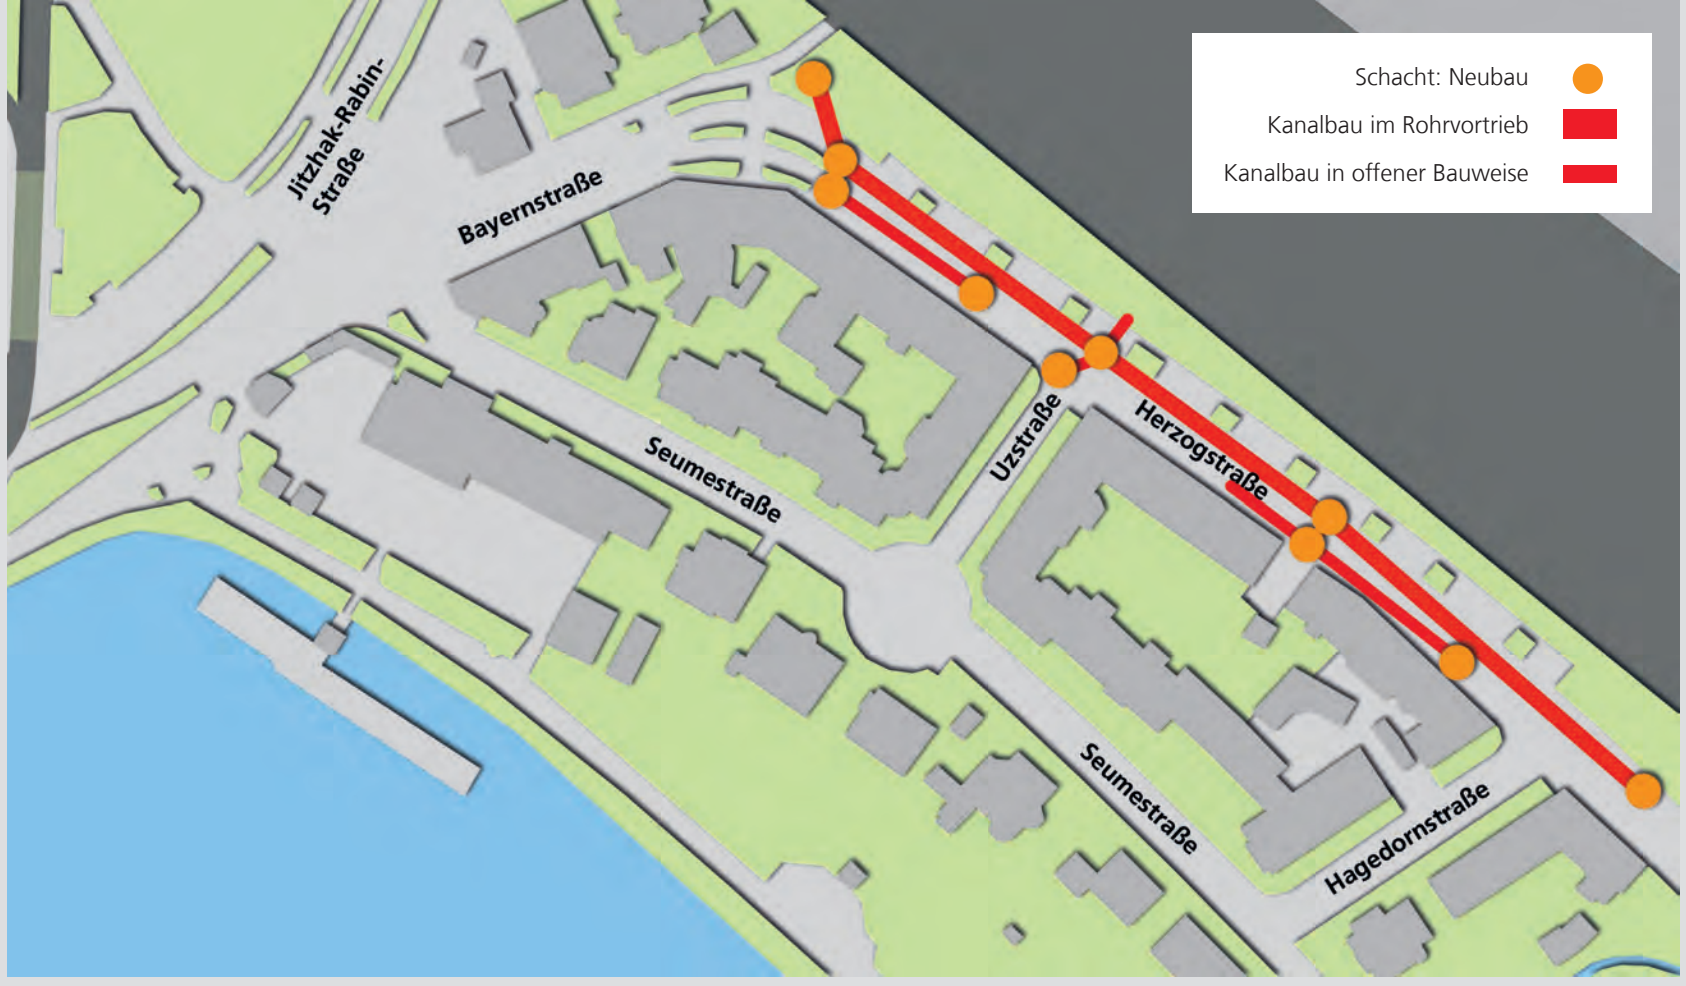 Schacht: Neubau
Kanalbau im Rohrvortrieb
Kanalbau in offener Bauweise
Jitzhak-Rabin-
Straße
Bayernstraße
Herzogstraße
Uzstraße
Seumestraße
Seumestraße
Hagedornstraße